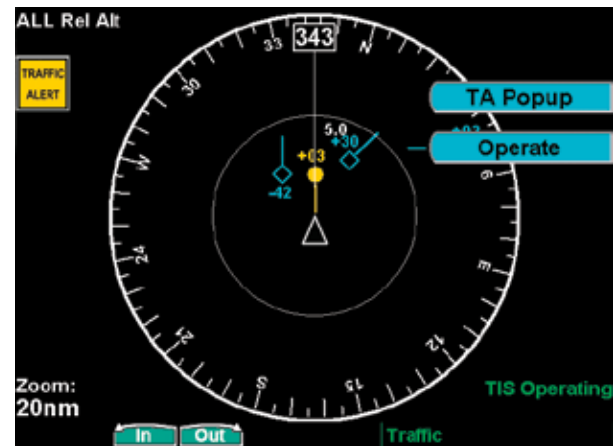 ALL Rel Alt
343
33
N
TRAFFIC
ALERT
30
TA Popup
5.0
+30
Operate
+03
W
-42
6
24
E
21
12
S
15
Zoom:
20nm
TIS Operating
In
Out
Traffic